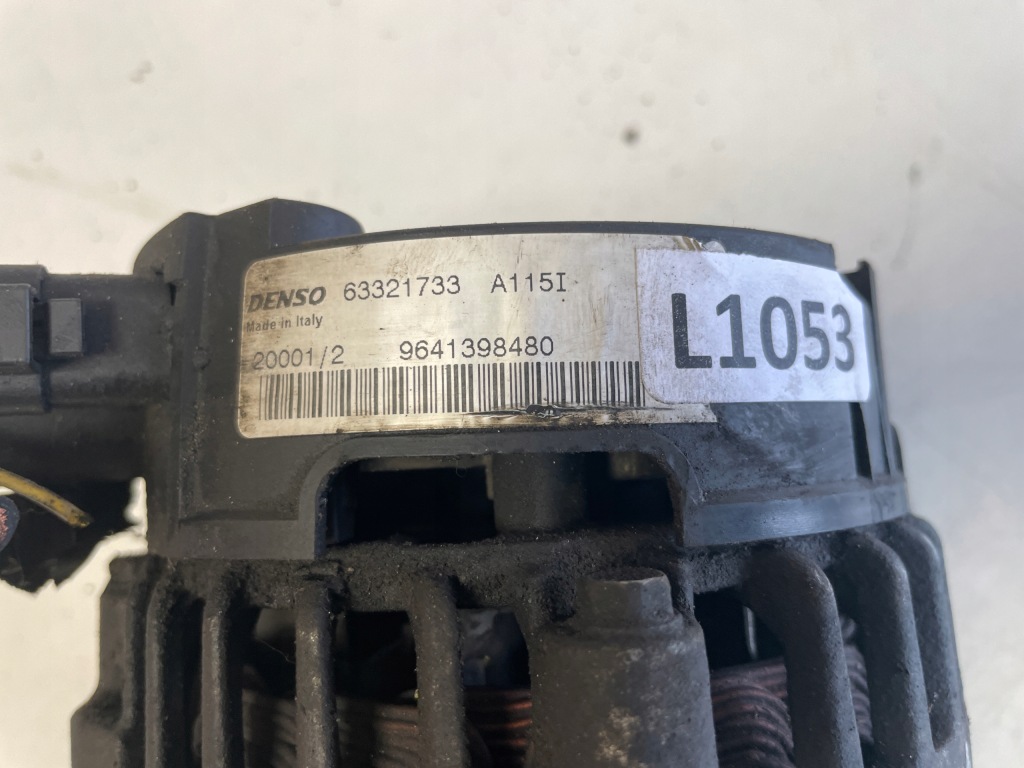 DENSO 63321733 A115I
Made in Italy
20001/2 9641398480
L1053